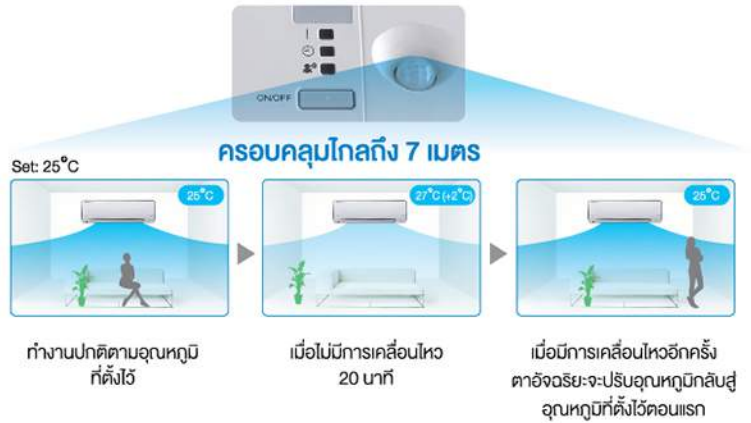 ON/OFF
ครอบคลุมไกลถึง 7 เมตร
Set: 25°C
25°C
27°C (+2°C)
25°C
ทำงานปกติตามอุณหภูมิ
ที่ตั้งไว้
เมื่อไม่มีการเคลื่อนไหว
20 นาที
เมื่อมีการเคลื่อนไหวอีกครั้ง
ตาอัจฉริยะจะปรับอุณหภูมิกลับสู่
อุณหภูมิที่ตั้งไว้ตอนแรก